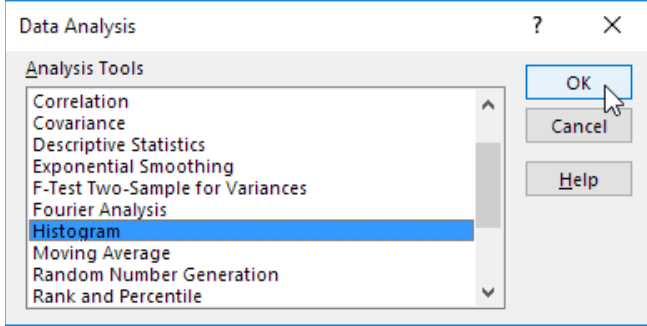 Data Analysis ?
Analysis Tools
Correlation
Covariance
Descriptive Statistics
Exponential Smoothing
F-Test Two-Sample for Variances
Fourier Analysis
Histogram
Moving Average
Random Number Generation
Rank and Percentile
OK
Cancel
Help